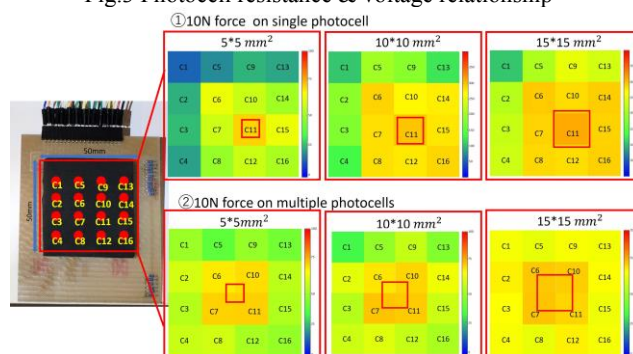 Fig.5 Photocell resistance & voltage relationship
①10N force on single photocell
5*5 mm² 10*10 mm² 15*15 mm²
C1 C5 C9 C13 C1 C5 C9 C13 C1 C5 C9 C13
C2 C6 C10 C14 C2 C6 C10 C14 C2 C6 C10 C14
C3 C7 C11 C15 C3 C7 C11 C15 C3 C7 C11 C15
C4 C8 C12 C16 C4 C8 C12 C16 C4 C8 C12 C16
50mm
50mm
C1 C5 C9 C13
C2 C6 C10 C14
C3 C7 C11 C15
C4 C8 C12 C16
②10N force on multiple photocells
5*5mm² 10*10 mm² 15*15 mm²
C1 C5 C9 C13 C1 C5 C9 C13 C1 C5 C9 C13
C2 C6 C10 C14 C2 C6 C10 C14 C2 C6 C10 C14
C3 C7 C11 C15 C3 C7 C11 C15 C3 C7 C11 C15
C4 C8 C12 C16 C4 C8 C12 C16 C4 C8 C12 C16